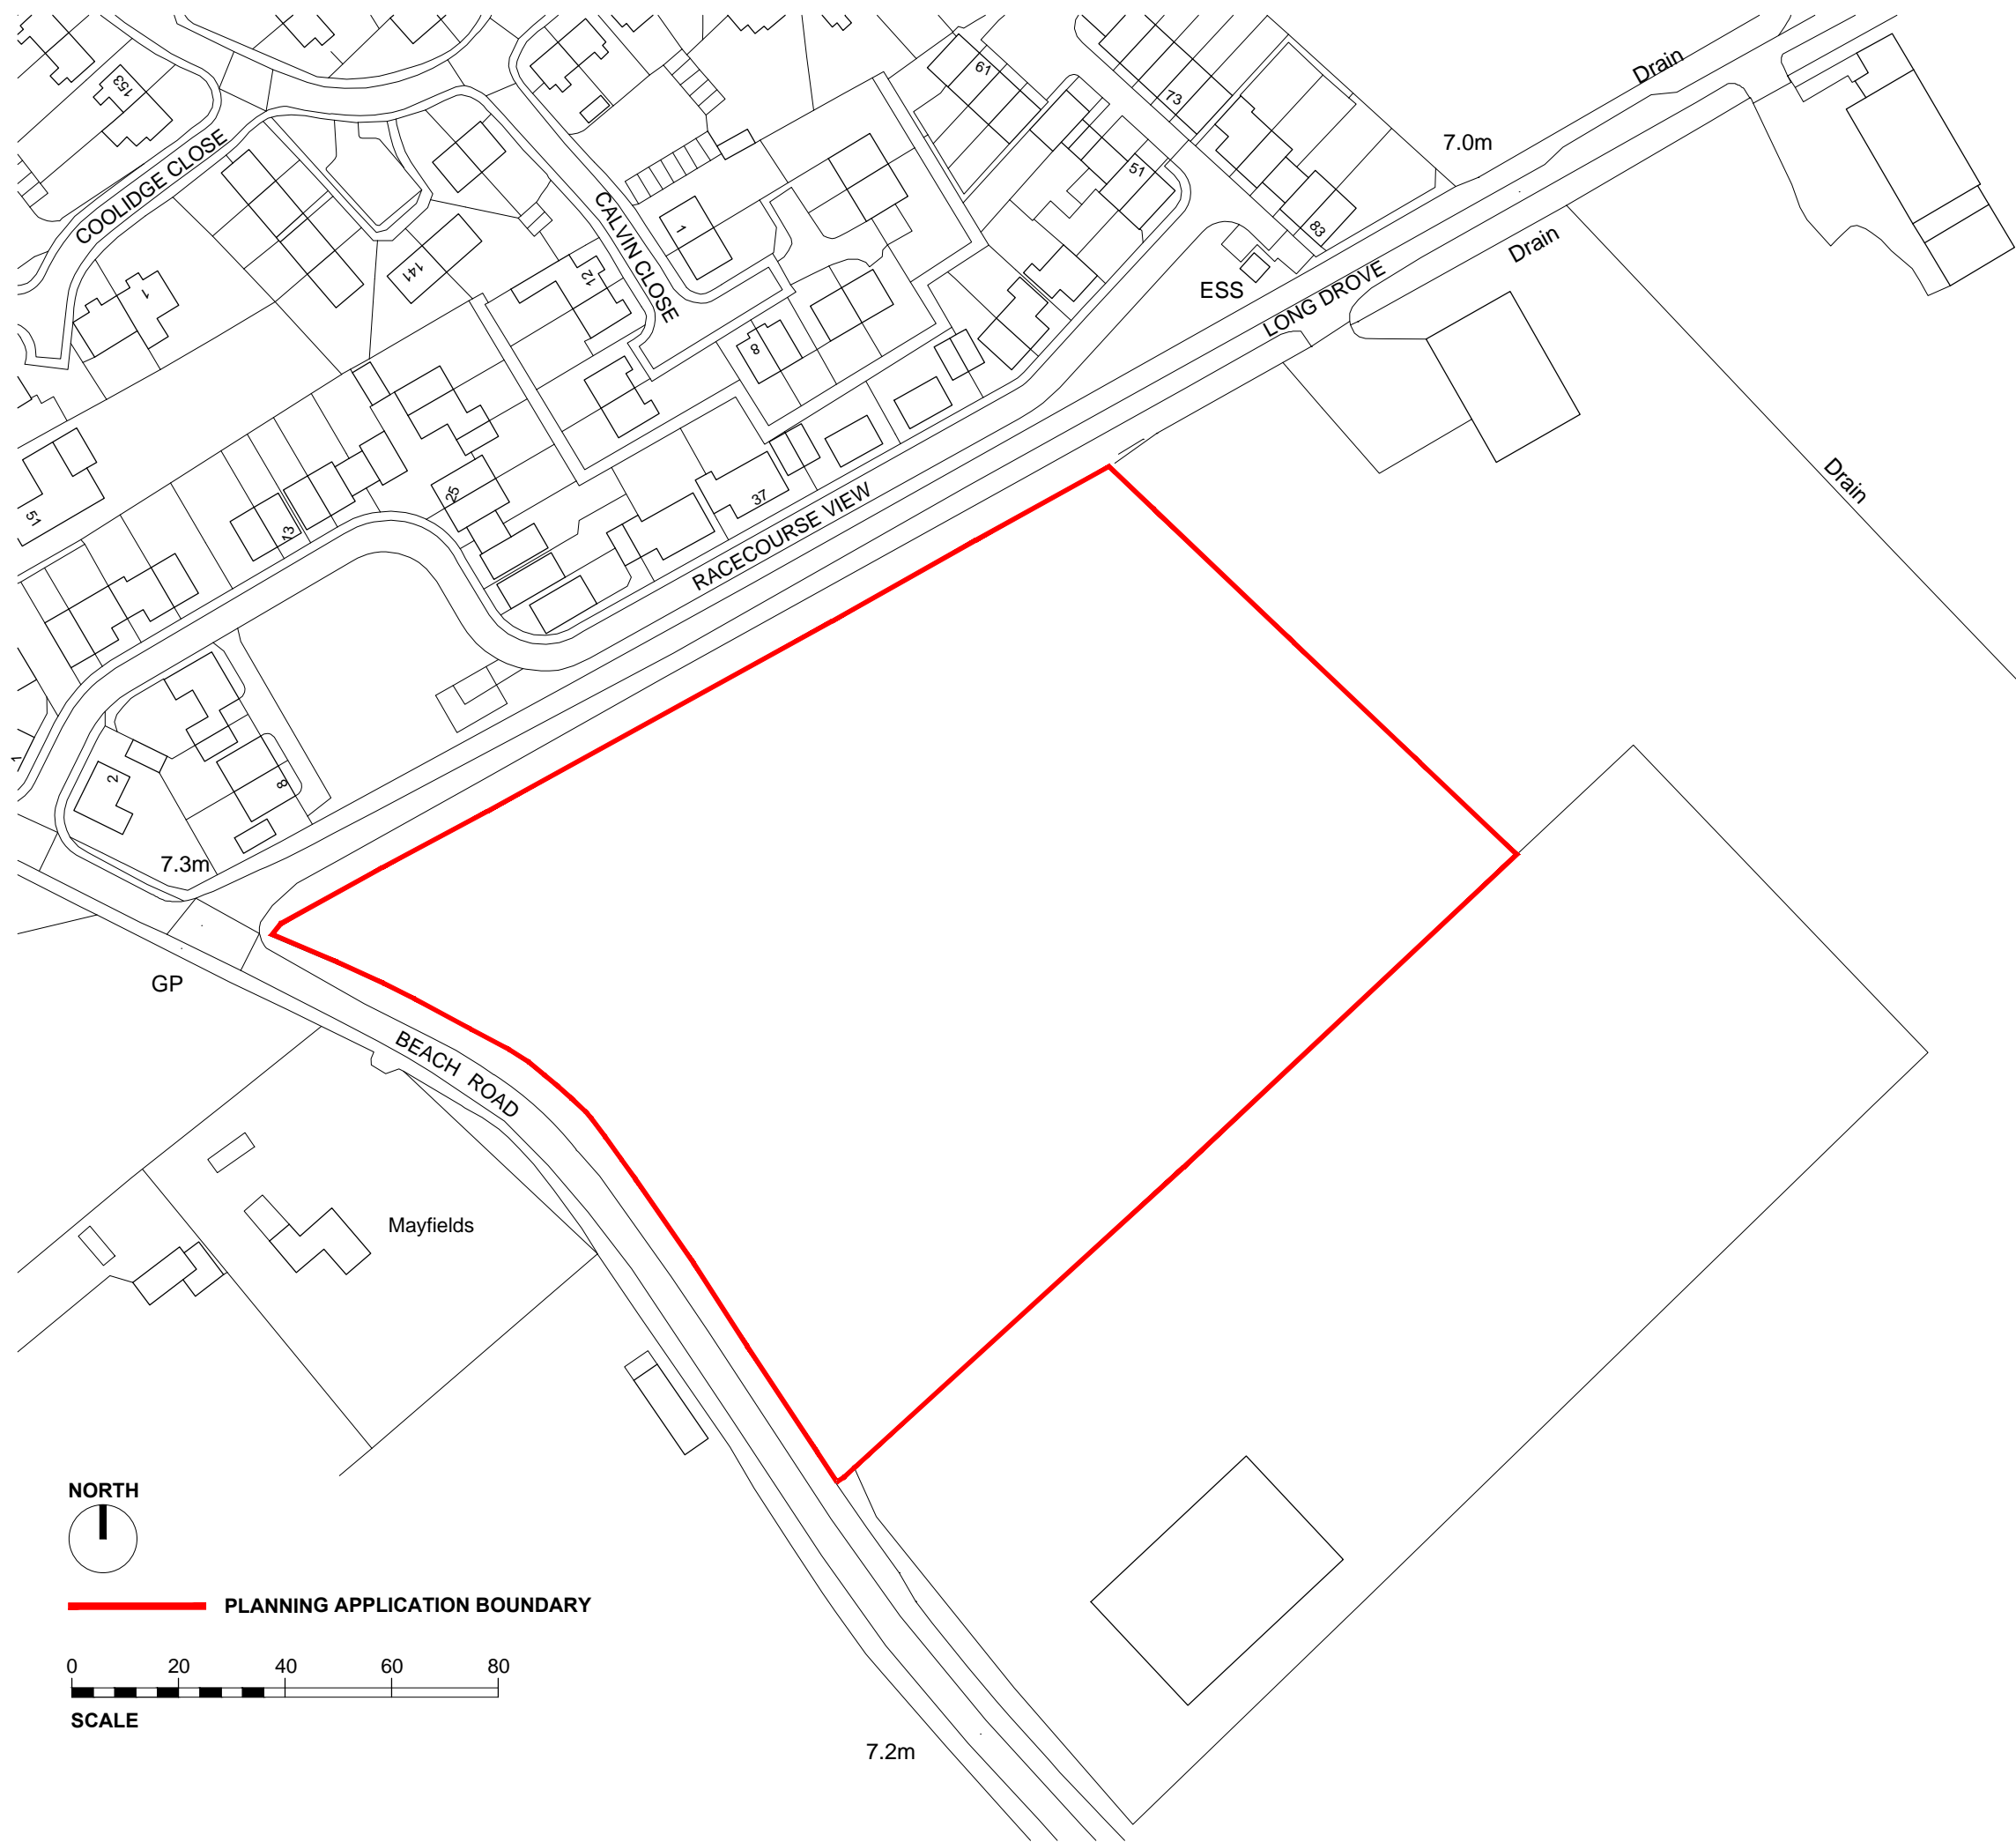 153
61
73
Drain
7.0m
COOLIDGE CLOSE
51
CALVIN CLOSE
1
83
Drain
141
12
ESS
LONG DROVE
1
8
Drain
25
37
51
13
RACECOURSE VIEW
2
8
7.3m
GP
BEACH ROAD
Mayfields
NORTH
PLANNING APPLICATION BOUNDARY
0 20 40 60 80
SCALE
7.2m